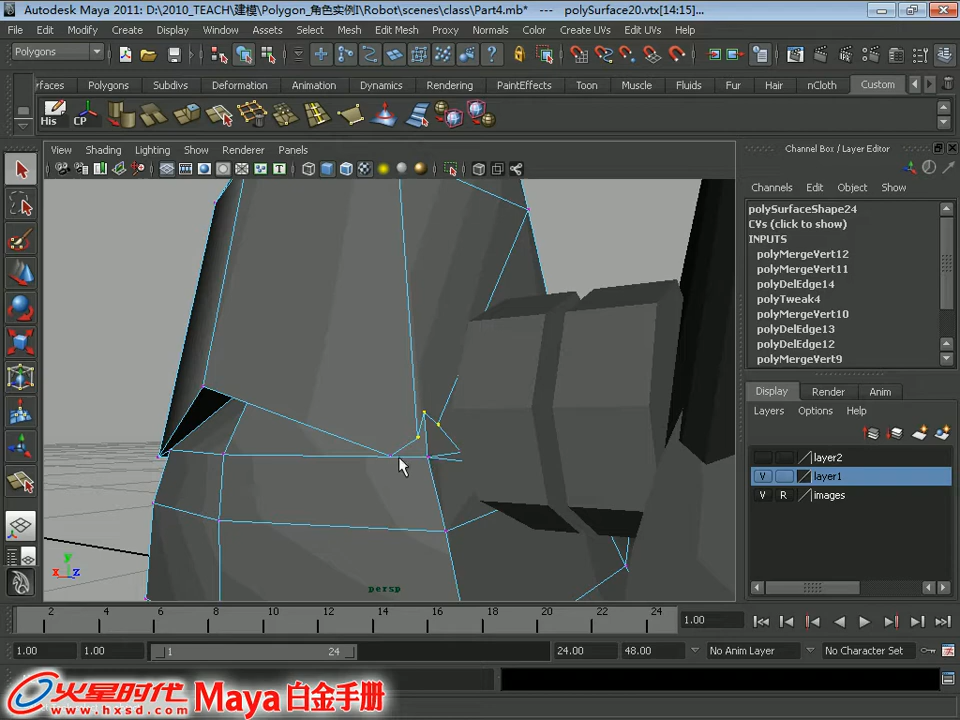 Autodesk Maya 2011: D:\2010_TEACH\建模\Polygon_角色实例\Robot\scenes\class\Part4.mb* --- polySurface20.vtx[14:15]...
File Edit Modify Create Display Window Assets Select Mesh Edit Mesh Proxy Normals Color Create UVs Edit UVs Help
Polygons
rfaces Polygons Subdivs Deformation Animation Dynamics Rendering PaintEffects Toon Muscle Fluids Fur Hair nCloth Custom
His CP
View Shading Lighting Show Renderer Panels
Channel Box / Layer Editor
Channels Edit Object Show
polySurfaceShape24
CVs (click to show)
INPUTS
polyMergeVert12
polyMergeVert11
polyDelEdge14
polyTweak4
polyMergeVert10
polyDelEdge13
polyDelEdge12
polyMergeVert9
Display Render Anim
Layers Options Help
layer2
V layer1
V R images
y
x z
persp
2 4 6 8 10 12 14 16 18 20 22 24
1.00
1.00 1.00 1 24 24.00 48.00 No Anim Layer No Character Set
火星时代 Maya 白金手册
www.hxsd.com